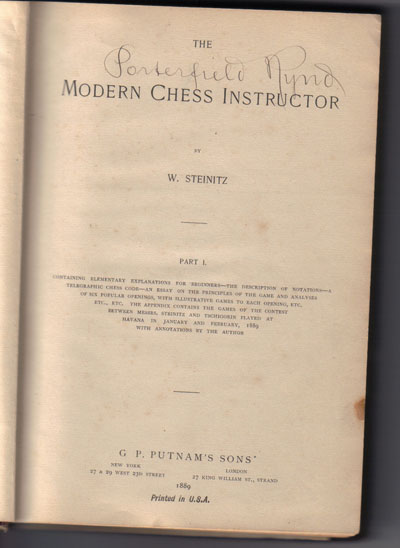 THE
Porterfield Rynd
MODERN CHESS INSTRUCTOR
BY
W. STEINITZ
PART I.
CONTAINING ELEMENTARY EXPLANATIONS FOR BEGINNERS—THE DESCRIPTION OF NOTATIONS—A
TELEGRAPHIC CHESS CODE—AN ESSAY ON THE PRINCIPLES OF THE GAME AND ANALYSES
OF SIX POPULAR OPENINGS, WITH ILLUSTRATIVE GAMES TO EACH OPENING, ETC.
ETC., ETC. THE APPENDIX CONTAINS THE GAMES OF THE CONTEST
BETWEEN MESSRS. STEINITZ AND TSCHIGORIN PLAYED AT
HAVANA IN JANUARY AND FEBRUARY, 1889
WITH ANNOTATIONS BY THE AUTHOR
G. P. PUTNAM'S SONS
NEW YORK
27 & 29 WEST 23D STREET
LONDON
27 KING WILLIAM ST., STRAND
1889
Printed in U.S.A.